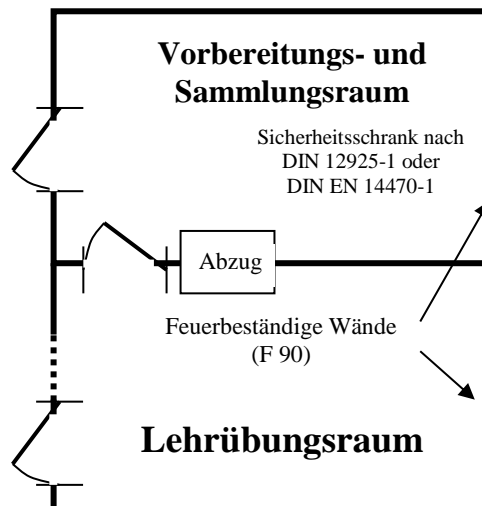 Vorbereitungs- und
Sammlungsraum
Sicherheitsschrank nach
DIN 12925-1 oder
DIN EN 14470-1
Abzug
Feuerbeständige Wände
(F 90)
Lehrübungsraum